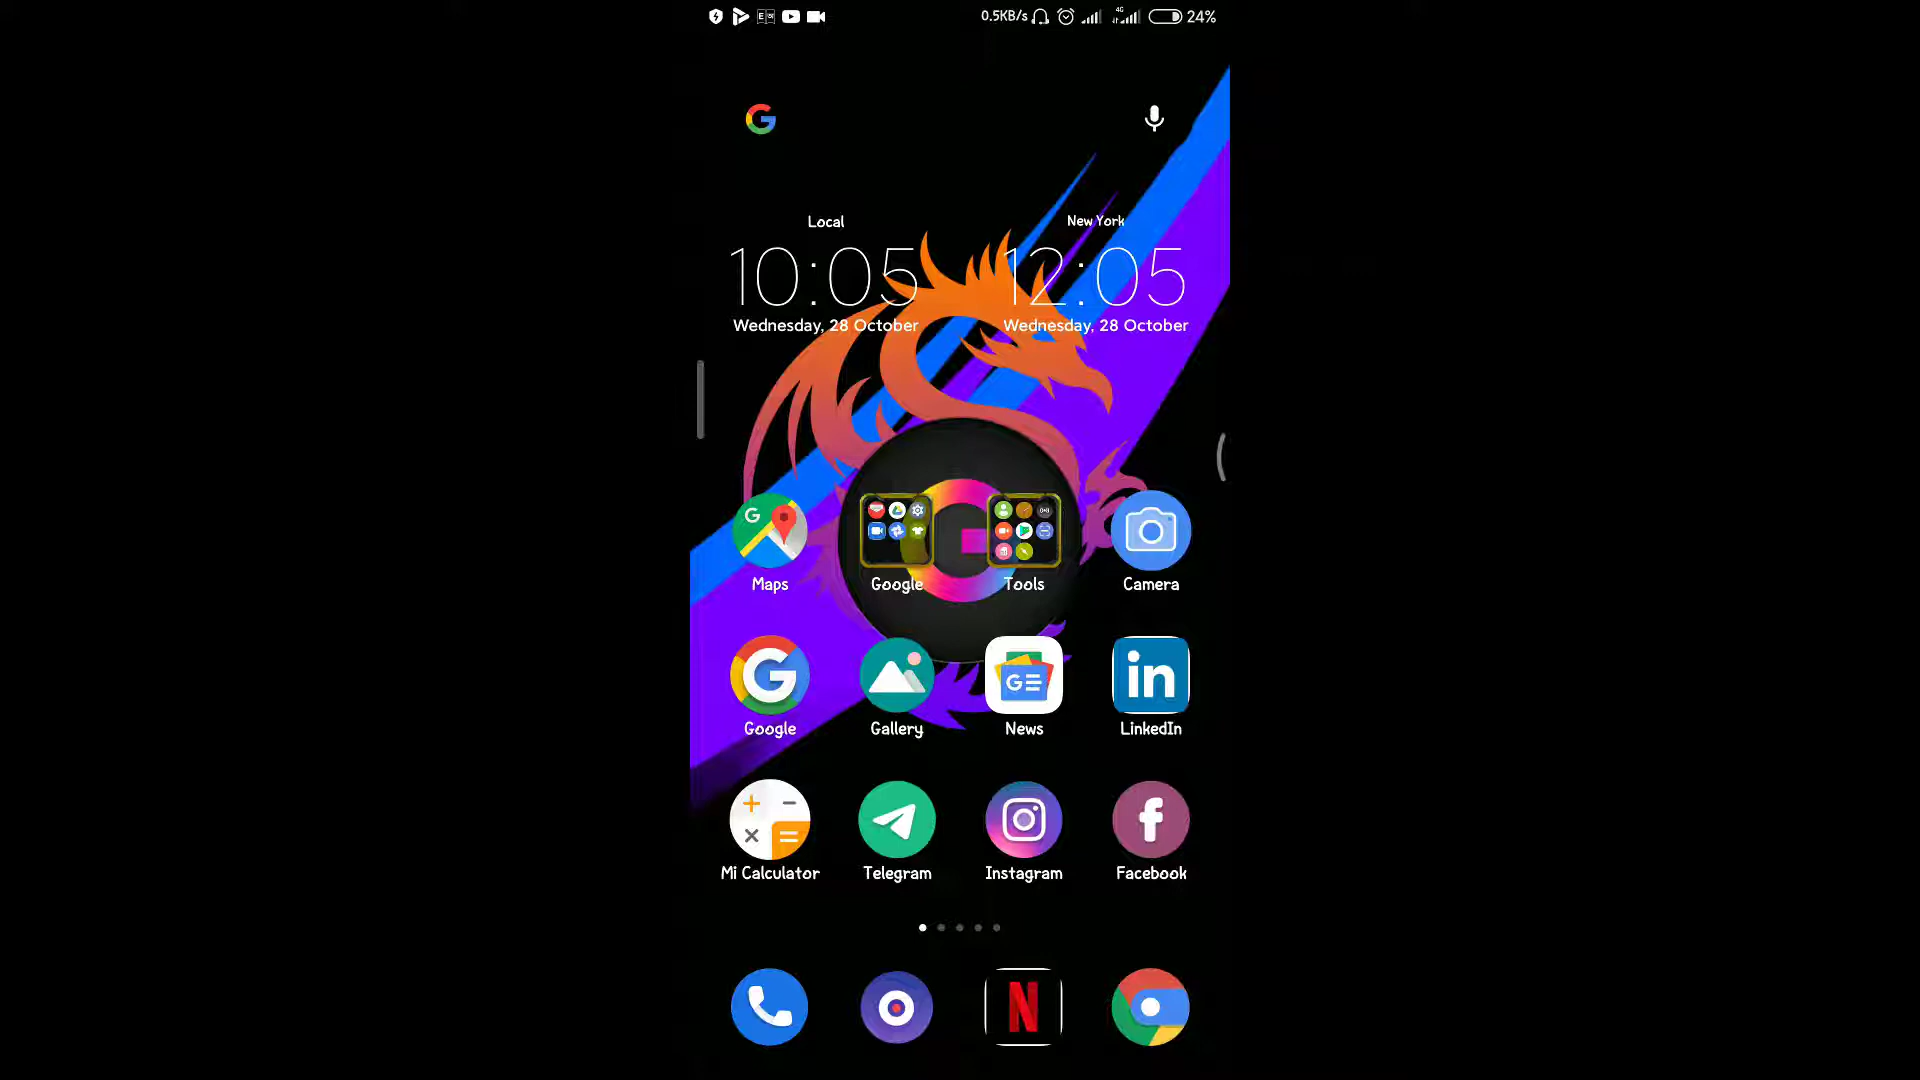 0.5KB/s 4G 24%
Local
New York
10:05
12:05
Wednesday, 28 October
Wednesday, 28 October
Maps
Google
Tools
Camera
Google
Gallery
News
LinkedIn
Mi Calculator
Telegram
Instagram
Facebook